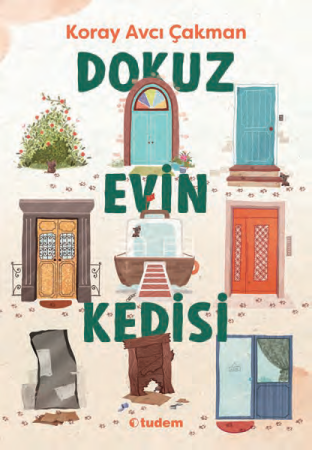 Koray Avcı Çakman
DOKUZ
EVİN
KEDİSİ
tudem